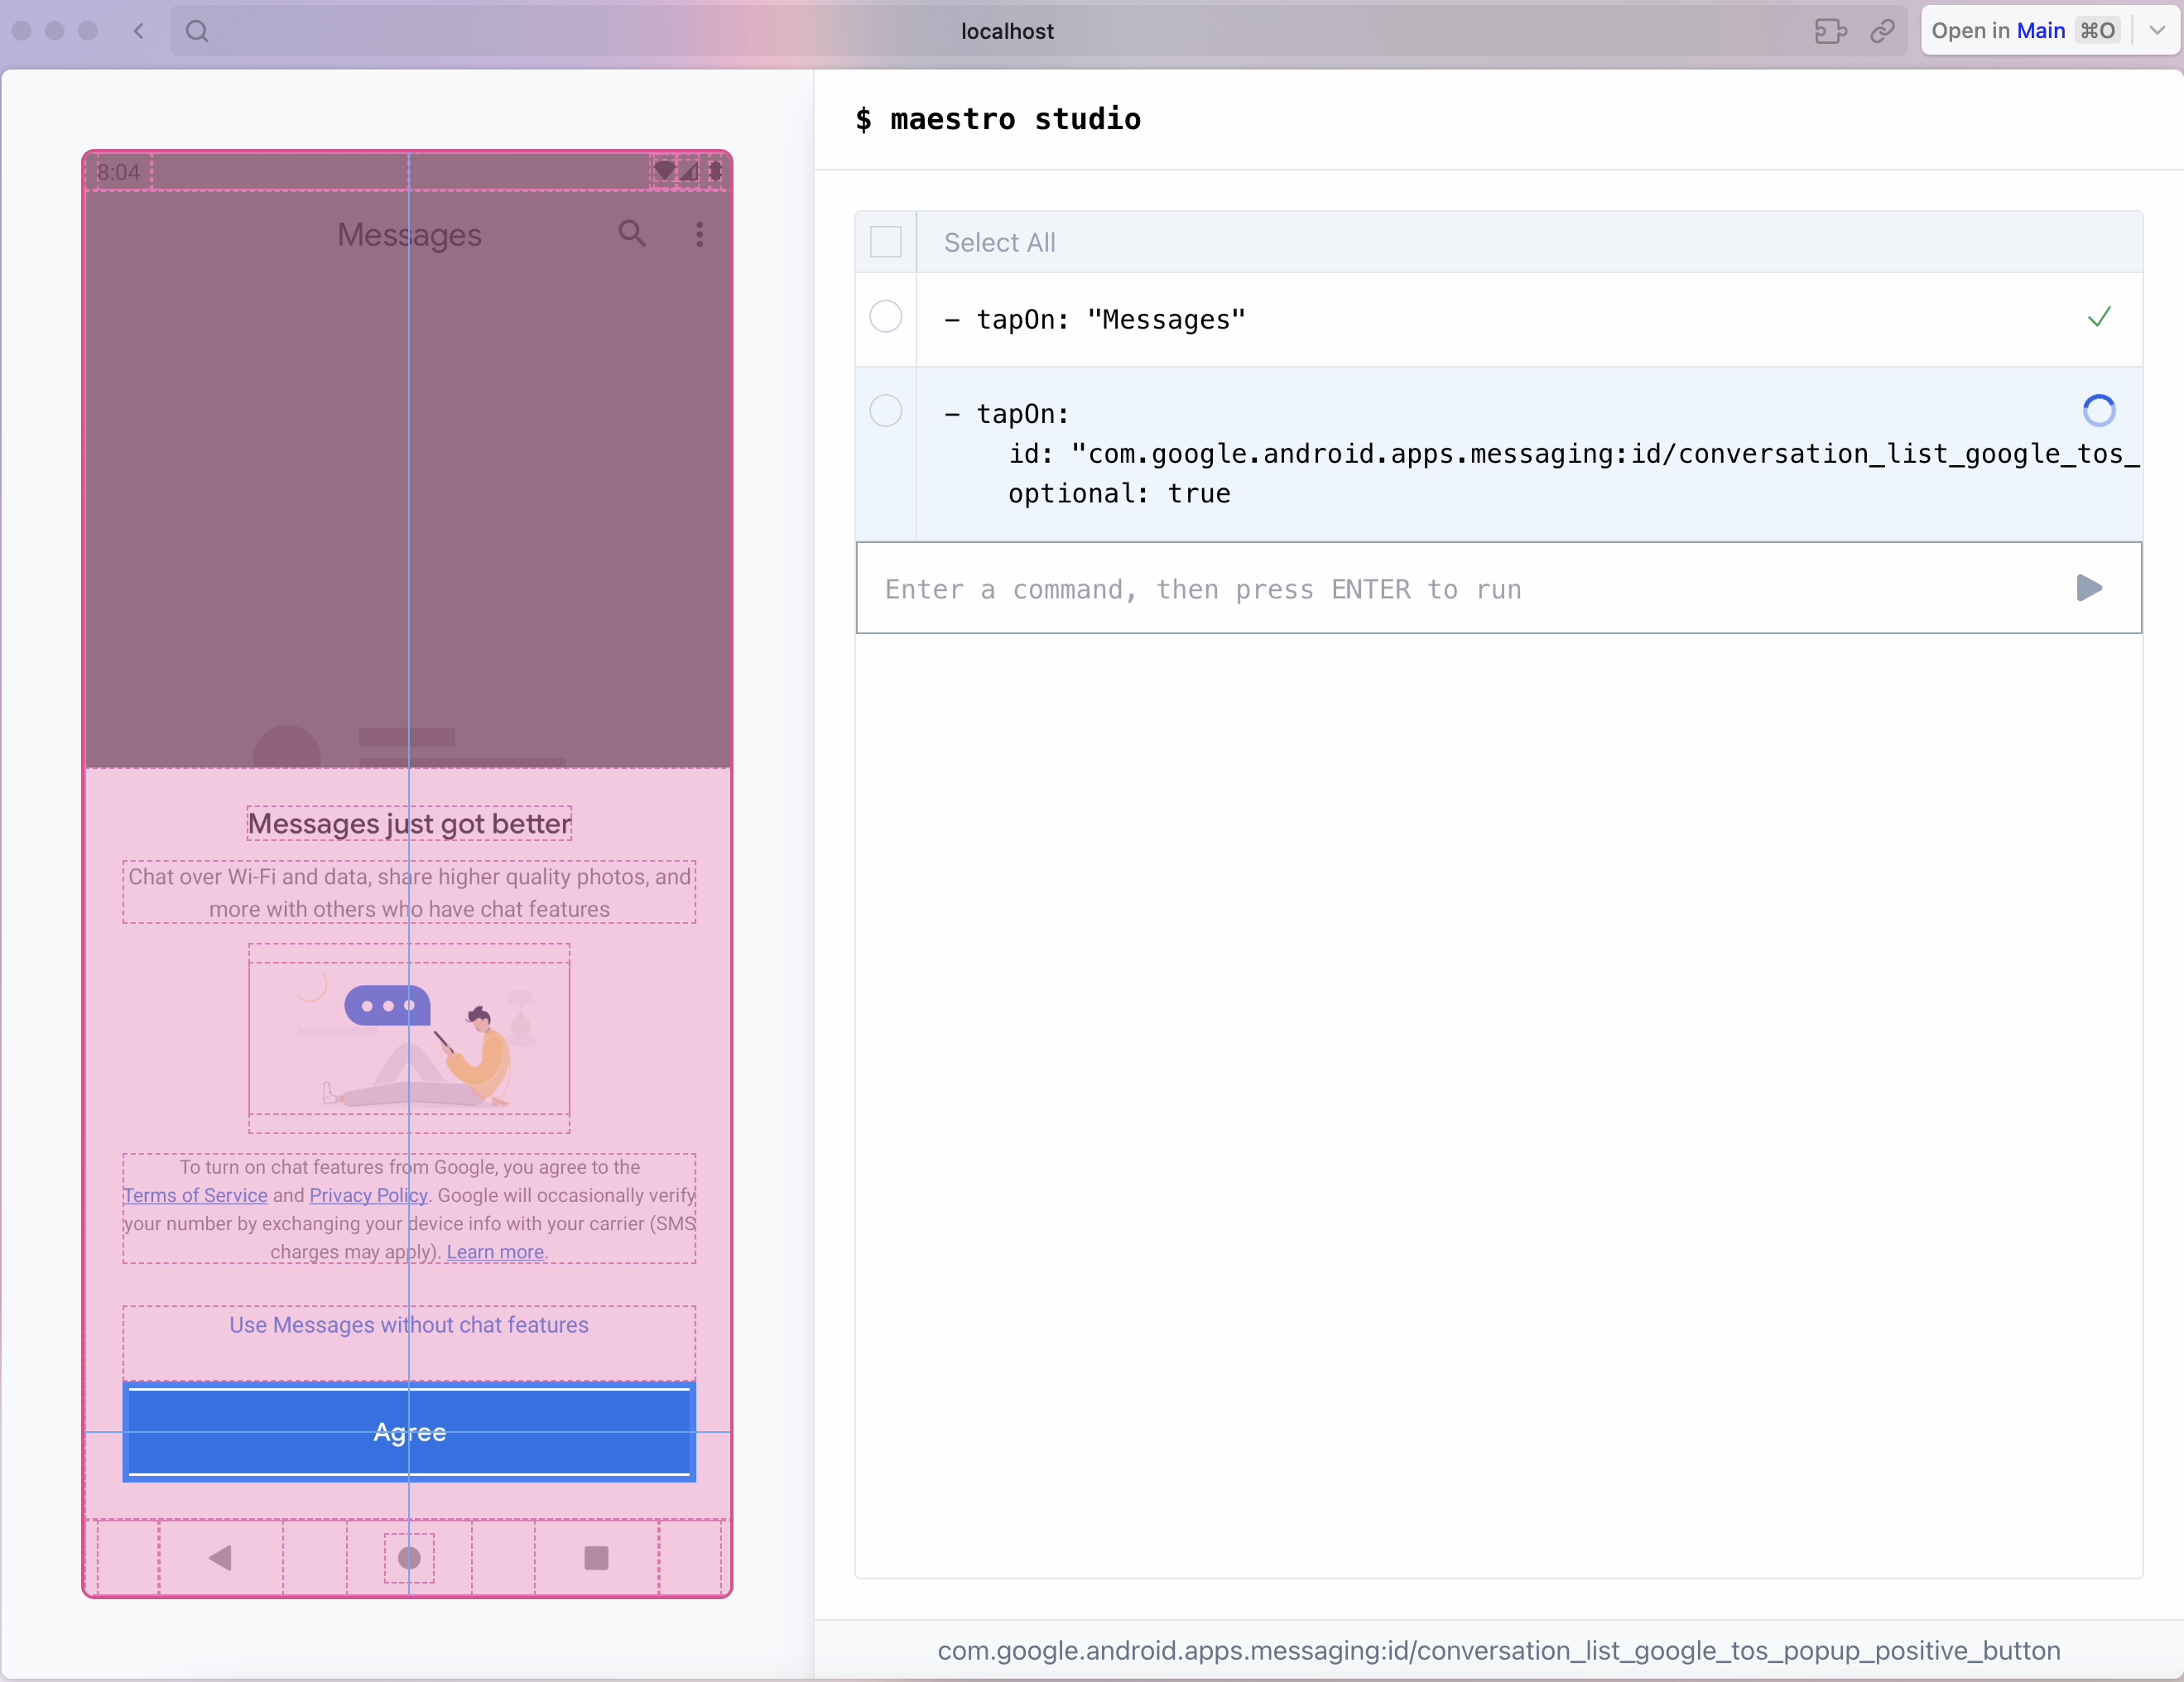 localhost
Open in Main ⌘O
8:04
Messages
Messages just got better
Chat over Wi-Fi and data, share higher quality photos, and
more with others who have chat features
To turn on chat features from Google, you agree to the
Terms of Service and Privacy Policy. Google will occasionally verify
your number by exchanging your device info with your carrier (SMS
charges may apply). Learn more.
Use Messages without chat features
Agree
$ maestro studio
Select All
- tapOn: "Messages"
- tapOn:
id: "com.google.android.apps.messaging:id/conversation_list_google_tos_
optional: true
Enter a command, then press ENTER to run
com.google.android.apps.messaging:id/conversation_list_google_tos_popup_positive_button